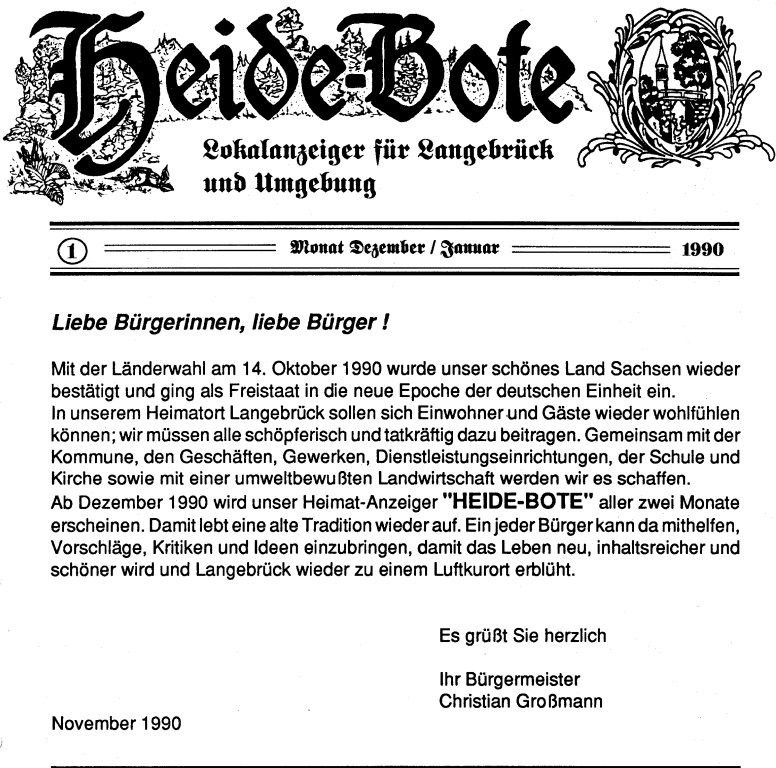 Heide-Bote
Lokalanzeiger für Langebrück
und Umgebung
1 Monat Dezember / Januar 1990
Liebe Bürgerinnen, liebe Bürger !
Mit der Länderwahl am 14. Oktober 1990 wurde unser schönes Land Sachsen wieder
bestätigt und ging als Freistaat in die neue Epoche der deutschen Einheit ein.
In unserem Heimatort Langebrück sollen sich Einwohner und Gäste wieder wohlfühlen
können; wir müssen alle schöpferisch und tatkräftig dazu beitragen. Gemeinsam mit der
Kommune, den Geschäften, Gewerken, Dienstleistungseinrichtungen, der Schule und
Kirche sowie mit einer umweltbewußten Landwirtschaft werden wir es schaffen.
Ab Dezember 1990 wird unser Heimat-Anzeiger "HEIDE-BOTE" aller zwei Monate
erscheinen. Damit lebt eine alte Tradition wieder auf. Ein jeder Bürger kann da mithelfen,
Vorschläge, Kritiken und Ideen einzubringen, damit das Leben neu, inhaltsreicher und
schöner wird und Langebrück wieder zu einem Luftkurort erblüht.
Es grüßt Sie herzlich
Ihr Bürgermeister
Christian Großmann
November 1990